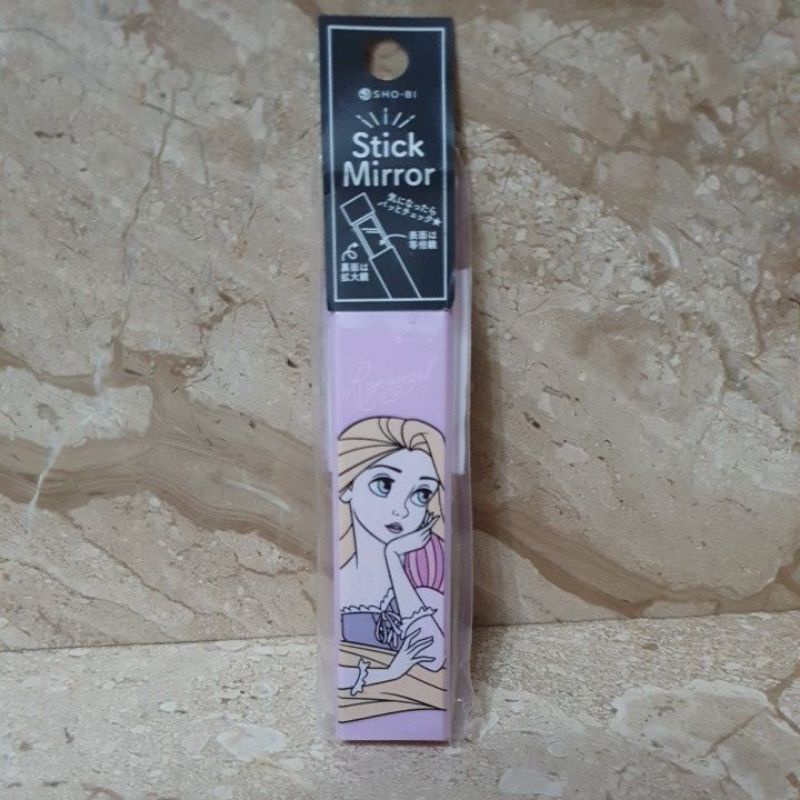 SHO-BI
Stick
Mirror
気になったら
パッとチェック★
表面は
等倍鏡
裏面は
拡大鏡
Rapunzel